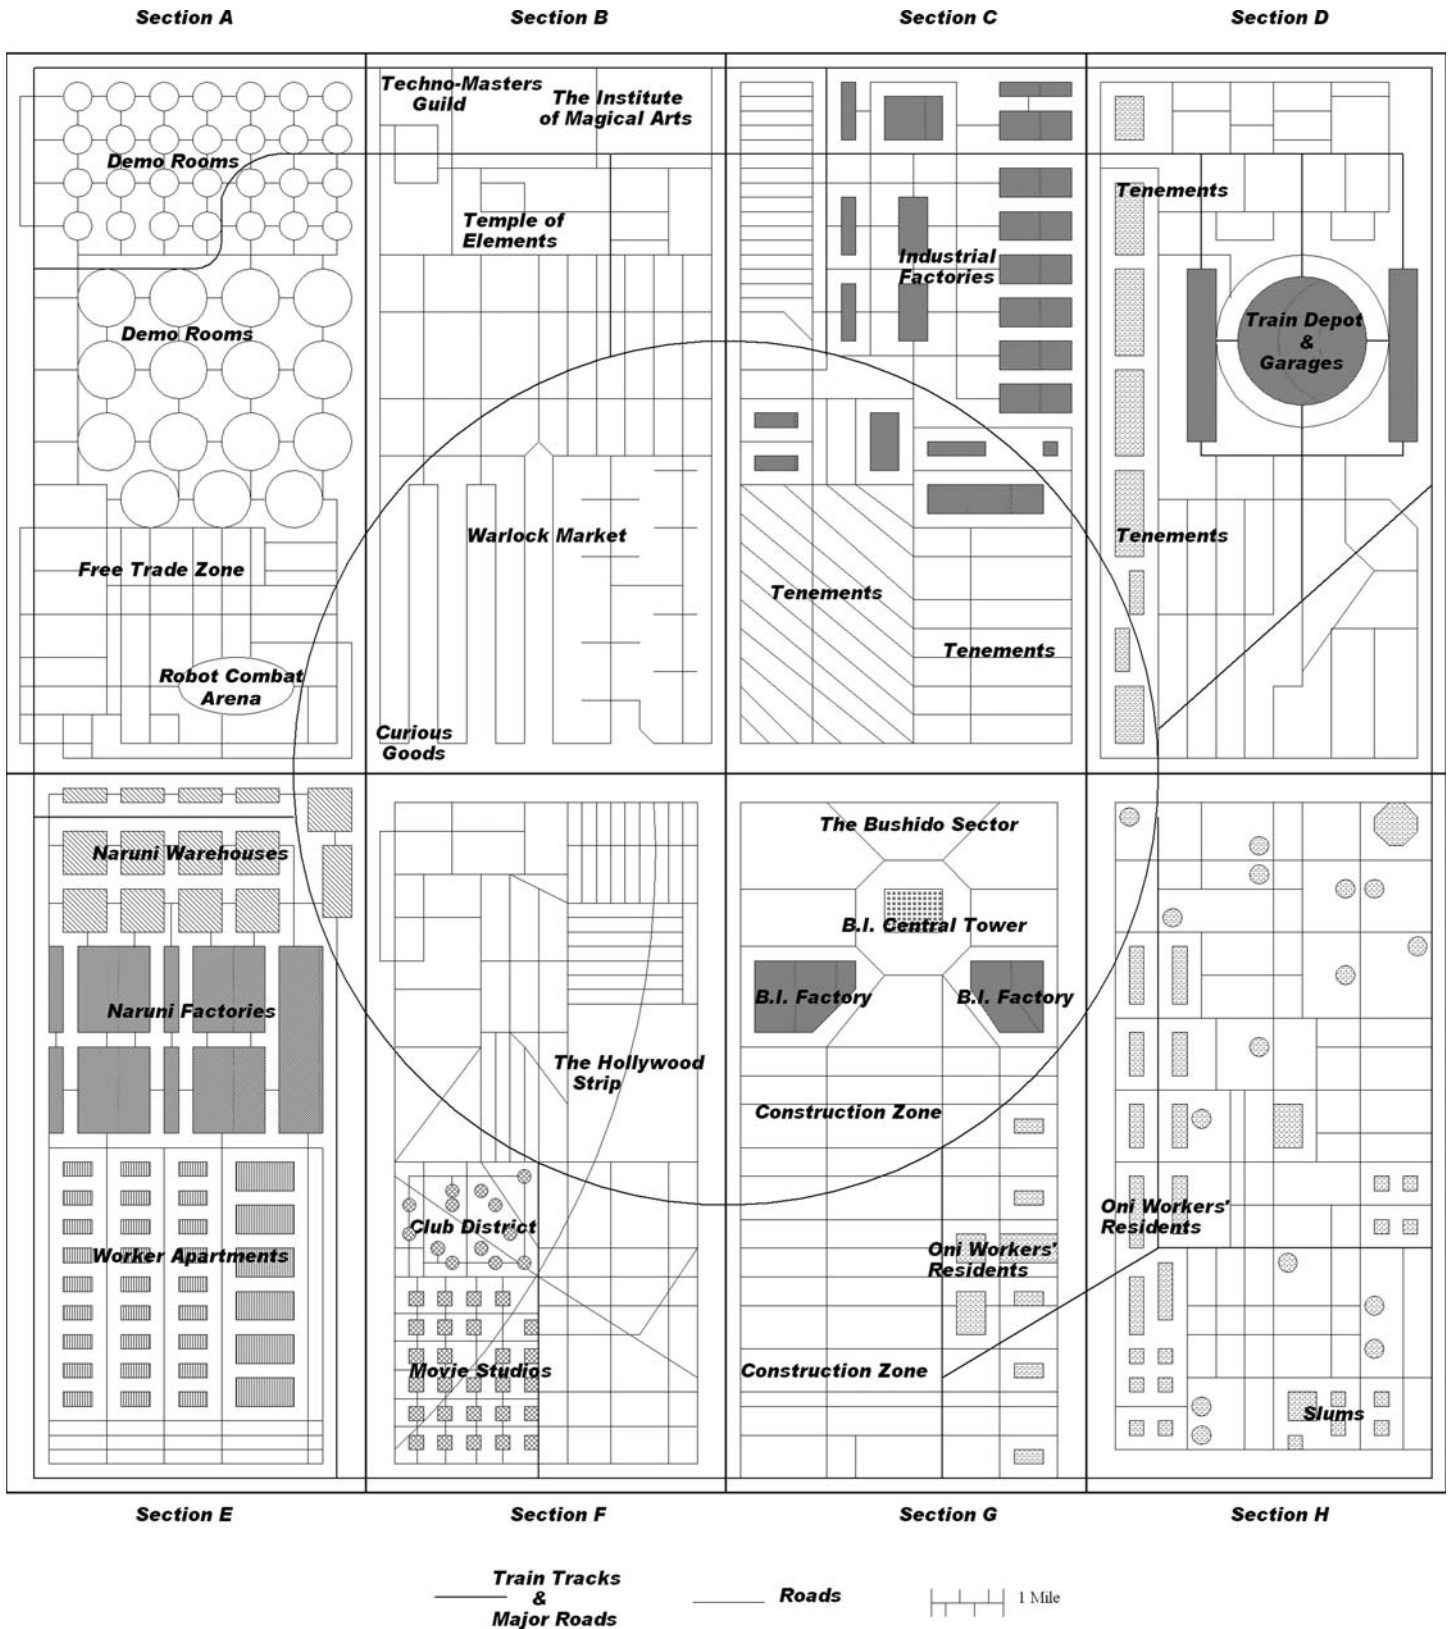 Section A
Section B
Section C
Section D
Techno-Masters
Guild
The Institute
of Magical Arts
Demo Rooms
Tenements
Temple of
Elements
Industrial
Factories
Demo Rooms
Train Depot
&
Garages
Warlock Market
Tenements
Free Trade Zone
Tenements
Tenements
Robot Combat
Arena
Curious
Goods
The Bushido Sector
Naruni Warehouses
B.I. Central Tower
B.I. Factory
B.I. Factory
Naruni Factories
The Hollywood
Strip
Construction Zone
Oni Workers'
Residents
Club District
Worker Apartments
Oni Workers'
Residents
Movie Studios
Construction Zone
Slums
Section E
Section F
Section G
Section H
Train Tracks
&
Major Roads
Roads
1 Mile